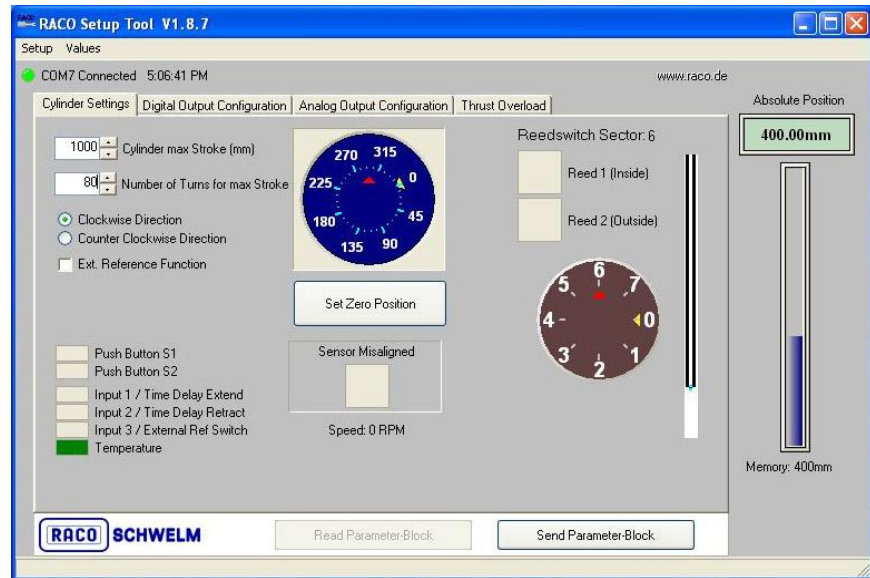 RACO Setup Tool V1.8.7
Setup Values
COM7 Connected 5:06:41 PM
www.raco.de
Cylinder Settings
Digital Output Configuration
Analog Output Configuration
Thrust Overload
Absolute Position
400.00mm
1000 Cylinder max Stroke (mm)
80 Number of Turns for max Stroke
Clockwise Direction
Counter Clockwise Direction
Ext. Reference Function
270 315
225 0
180 45
135 90
Set Zero Position
Reedswitch Sector: 6
Reed 1 (Inside)
Reed 2 (Outside)
6
5 7
4 0
3 1
2
Push Button S1
Push Button S2
Input 1 / Time Delay Extend
Input 2 / Time Delay Retract
Input 3 / External Ref Switch
Temperature
Sensor Misaligned
Speed: 0 RPM
Memory: 400mm
RACO SCHWELM
Read Parameter-Block
Send Parameter-Block